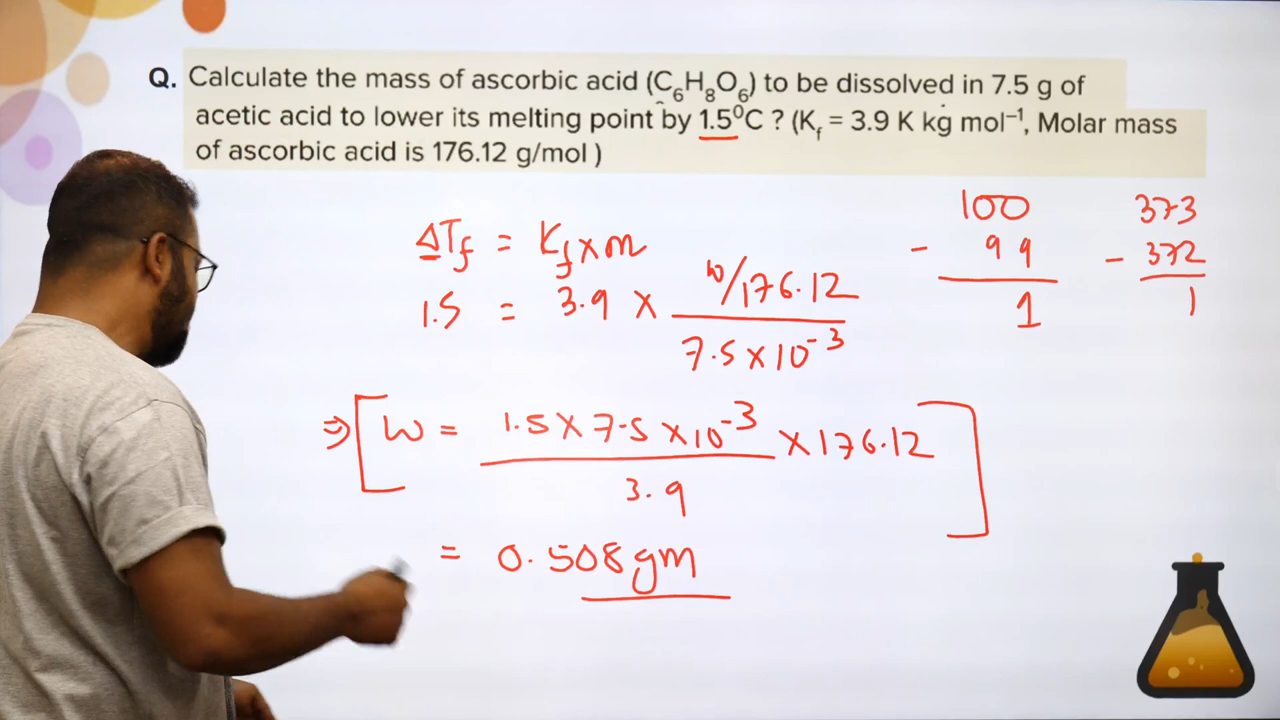 Q. Calculate the mass of ascorbic acid (C₆H₈O₆) to be dissolved in 7.5 g of
acetic acid to lower its melting point by 1.5⁰C ? (K𝒇 = 3.9 K kg mol⁻¹, Molar mass
of ascorbic acid is 176.12 g/mol )
ΔTf = Kf × m
1.5 = 3.9 × w/176.12
7.5 × 10⁻³
100
- 99
1
373
- 372
1
⇒ [ W = 1.5 × 7.5 × 10⁻³ × 176.12 ]
3.9
= 0.508 gm